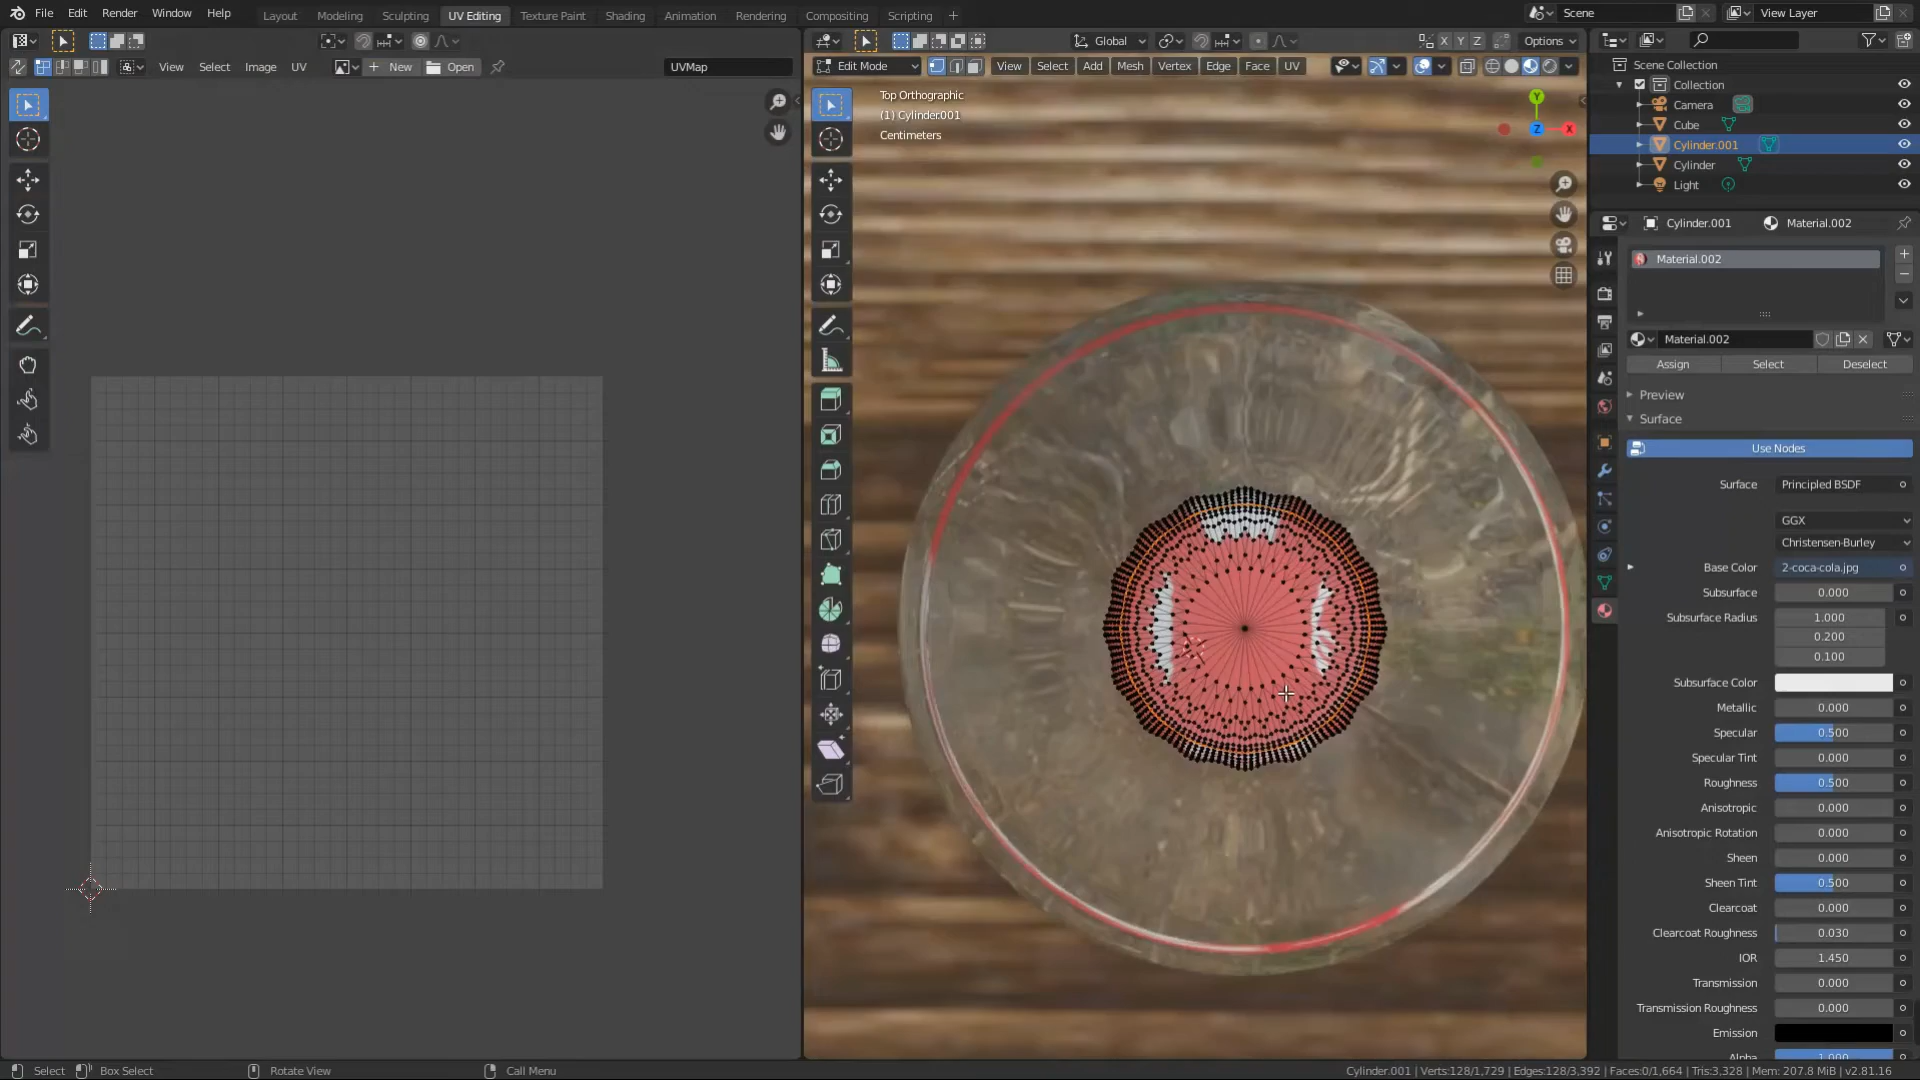 File Edit Render Window Help Layout Modeling Sculpting UV Editing Texture Paint Shading Animation Rendering Compositing Scripting + Scene View Layer
Global Options
View Select Image UV New Open UVMap
Edit Mode View Select Add Mesh Vertex Edge Face UV
X Y Z
Top Orthographic
(1) Cylinder.001
Centimeters
Y
Z
X
Scene Collection
Collection
Camera
Cube
Cylinder.001
Cylinder
Light
Cylinder.001 Material.002
Material.002
Material.002
Assign Select Deselect
Preview
Surface
Use Nodes
Surface Principled BSDF
GGX
Christensen-Burley
Base Color 2-coca-cola.jpg
Subsurface 0.000
Subsurface Radius 1.000
0.200
0.100
Subsurface Color
Metallic 0.000
Specular 0.500
Specular Tint 0.000
Roughness 0.500
Anisotropic 0.000
Anisotropic Rotation 0.000
Sheen 0.000
Sheen Tint 0.500
Clearcoat 0.000
Clearcoat Roughness 0.030
IOR 1.450
Transmission 0.000
Transmission Roughness 0.000
Emission
Alpha 1.000
Select Box Select Rotate View Call Menu
Cylinder.001 | Verts:128/1,729 | Edges:128/3,392 | Faces:0/1,664 | Tris:3,328 | Mem: 207.8 MiB | v2.81.16